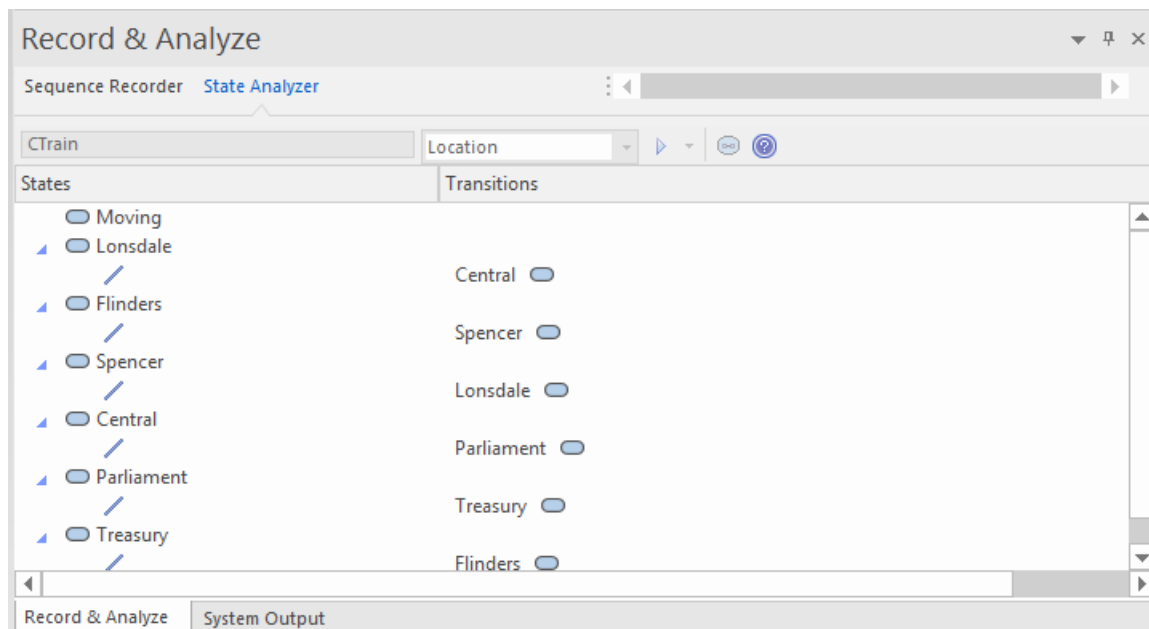 Record & Analyze
Sequence Recorder State Analyzer
CTrain Location
States Transitions
Moving
Lonsdale
Central
Flinders
Spencer
Spencer
Lonsdale
Central
Parliament
Parliament
Treasury
Treasury
Flinders
Record & Analyze System Output